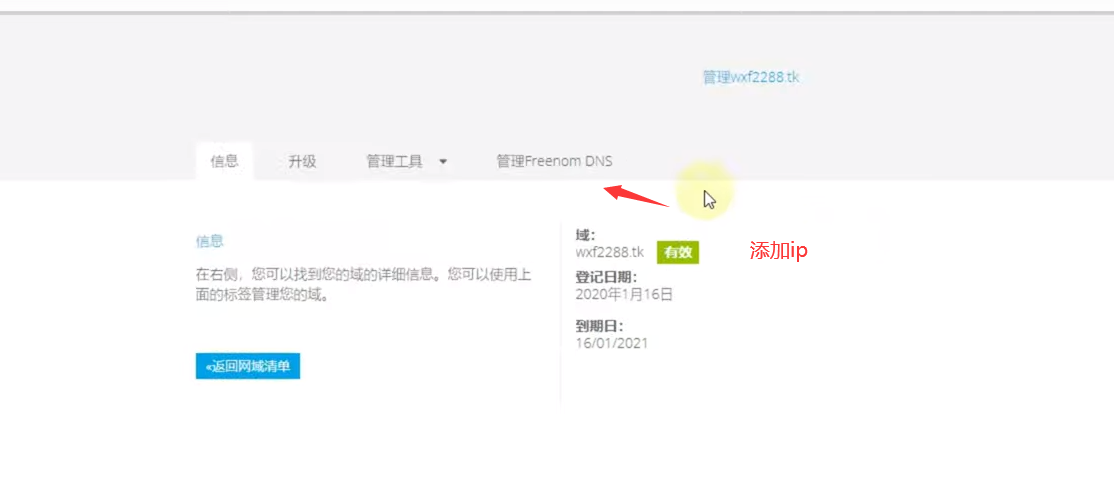 管理wxf2288.tk
信息 升级 管理工具 管理Freenom DNS
信息
在右侧，您可以找到您的域的详细信息。您可以使用上
面的标签管理您的域。
«返回网域清单
域：
wxf2288.tk 有效
登记日期：
2020年1月16日
到期日：
16/01/2021
添加ip